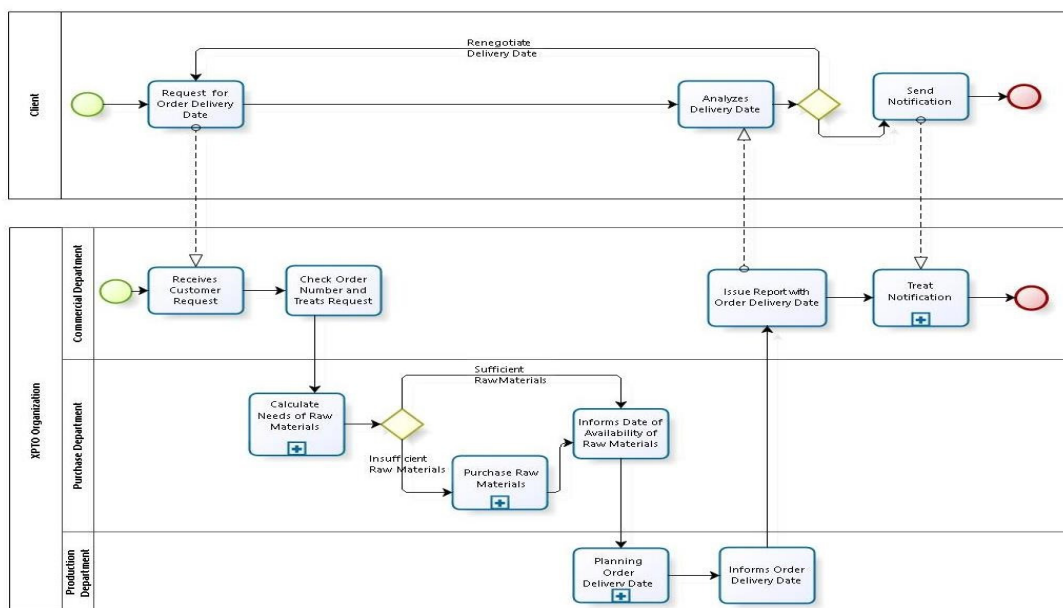 Client
Renegotiate
Delivery Date
Request for
Order Delivery
Date
Analyzes
Delivery Date
Send
Notification
XPTO Organization
Commercial Department
Receives
Customer
Request
Check Order
Number and
Treats Request
Issue Report with
Order Delivery Date
Treat
Notification
Purchase Department
Calculate
Needs of Raw
Materials
Sufficient
Raw Materials
Insufficient
Raw Materials
Purchase Raw
Materials
Informs Date of
Availability of
Raw Materials
Production
Department
Planning
Order
Delivery Date
Informs Order
Delivery Date